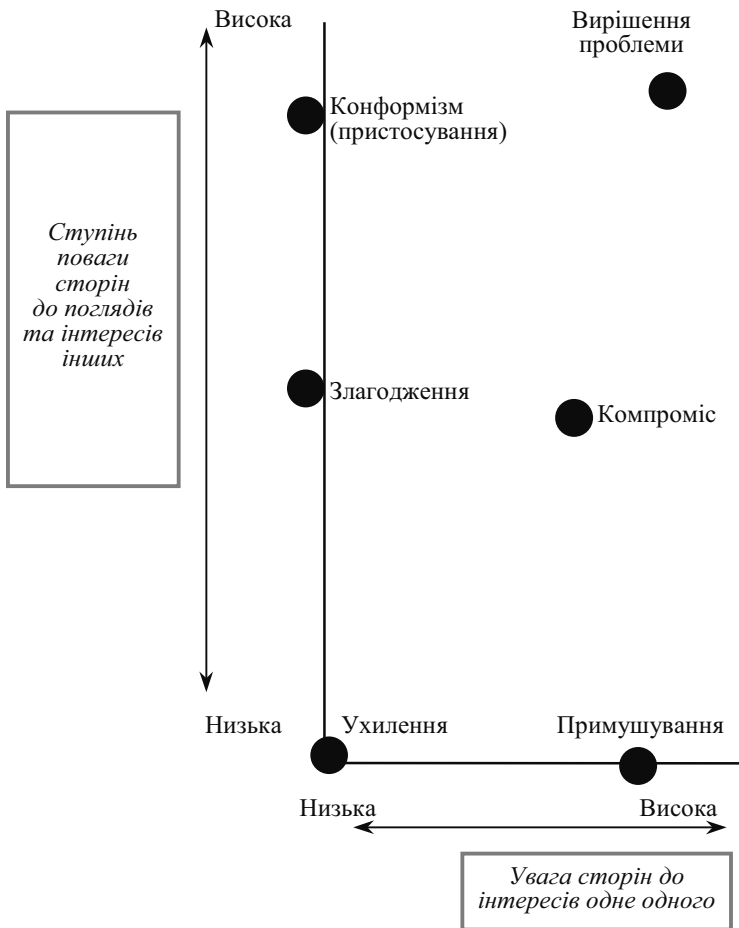 Висока
Вирішення
проблеми
Конформізм
(пристосування)
Ступінь
поваги
сторін
до поглядів
та інтересів
інших
Злагодження
Компроміс
Низька
Ухилення
Примушування
Низька
Висока
Увага сторін до
інтересів одне одного